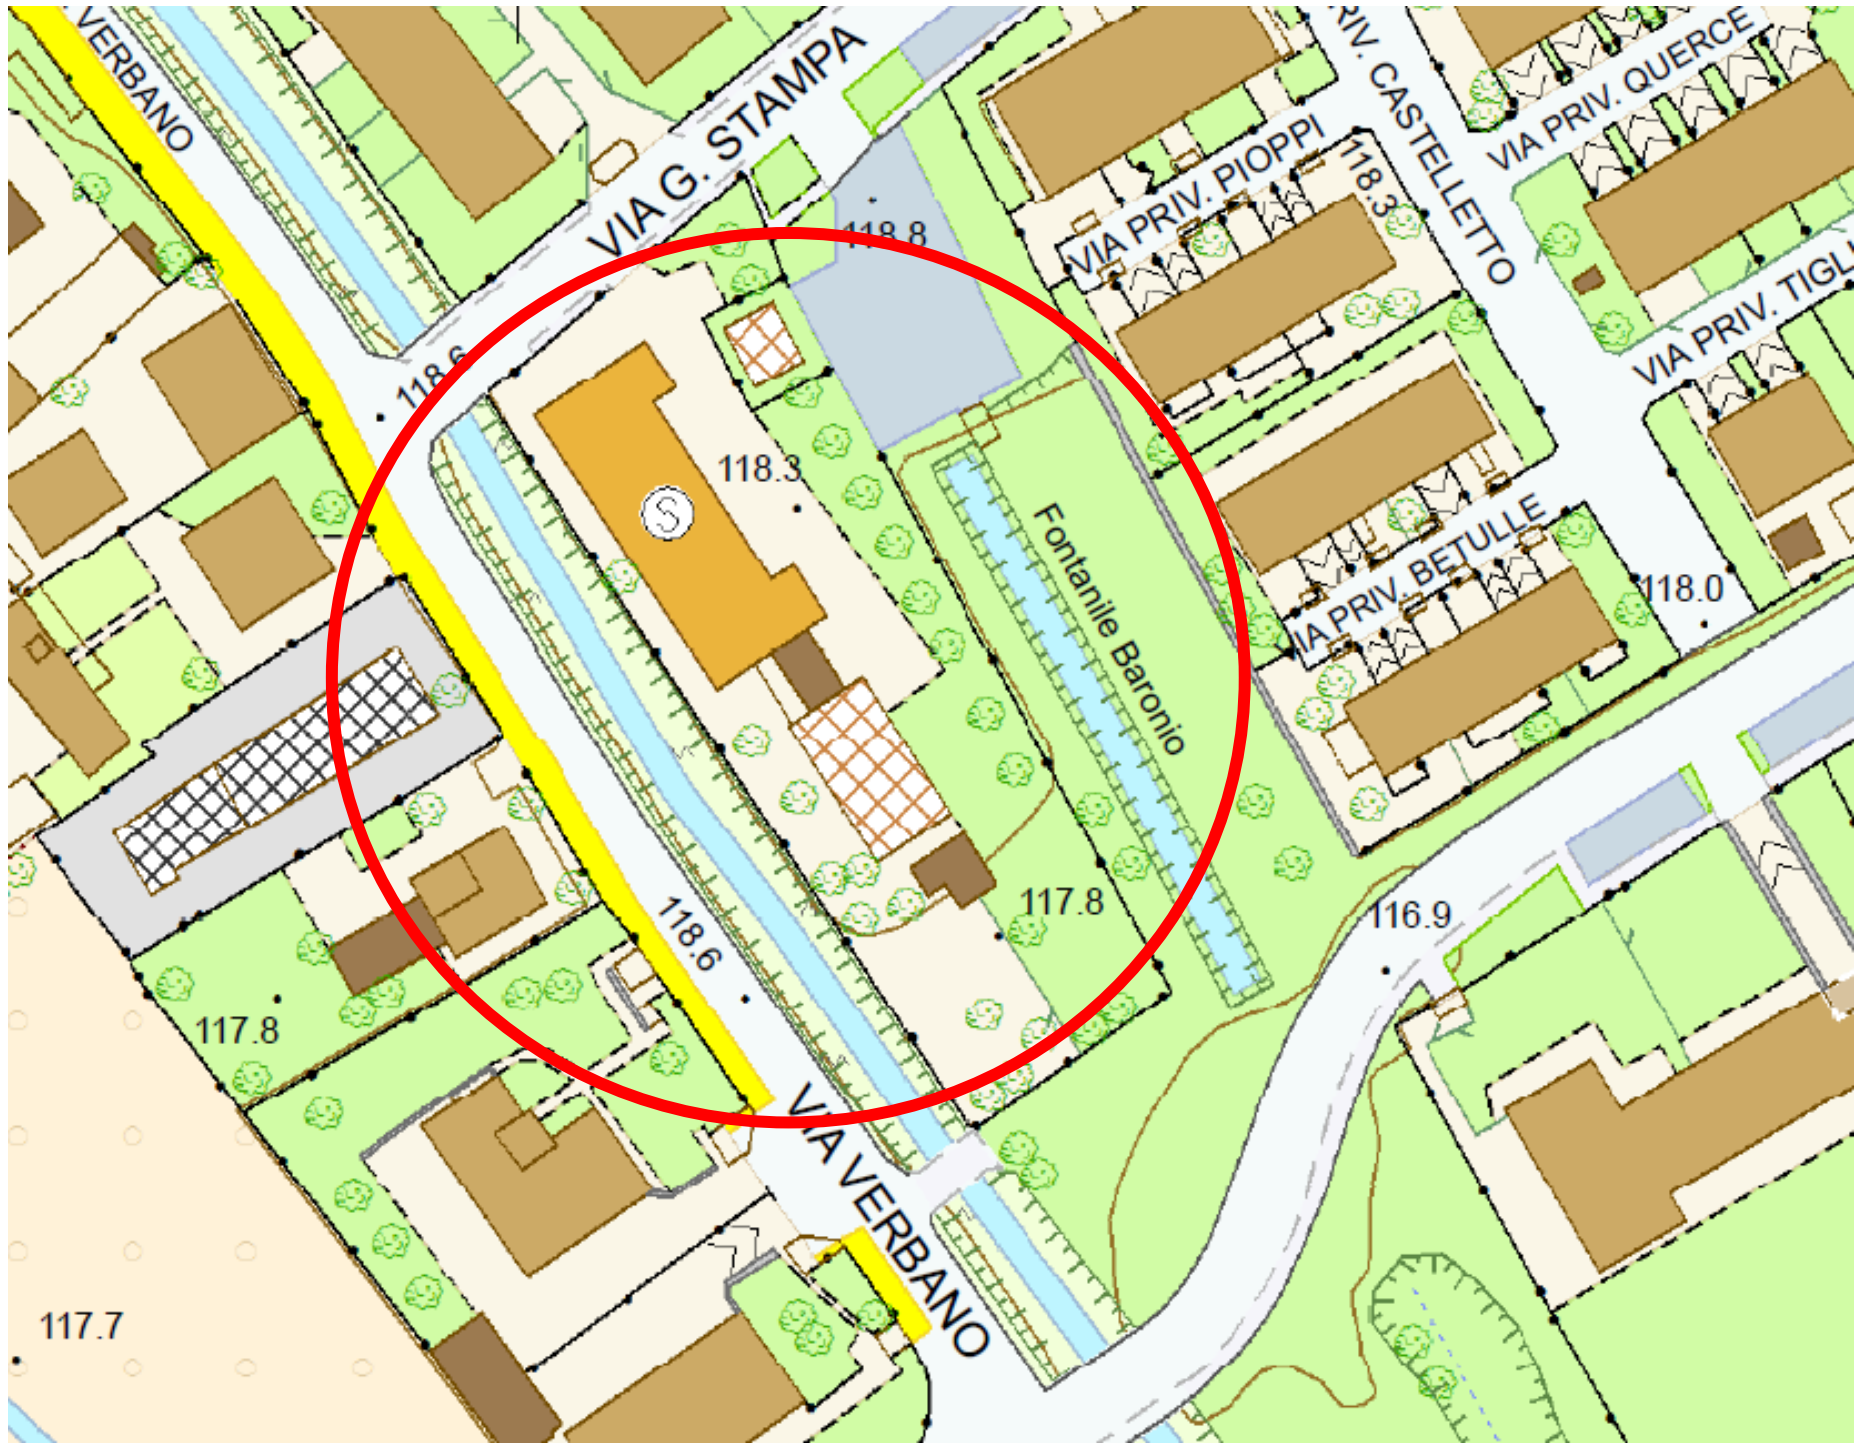 VERBANO
VIA G. STAMPA
PRIV. CASTELLETTO
VIA PRIV. QUERCE
VIA PRIV. PIOPPI
118.3
118.8
VIA PRIV. TIGLI
118.6
118.3
S
Fontanile Baronio
VIA PRIV. BETULLE
118.0
118.6
117.8
116.9
117.8
VIA VERBANO
117.7